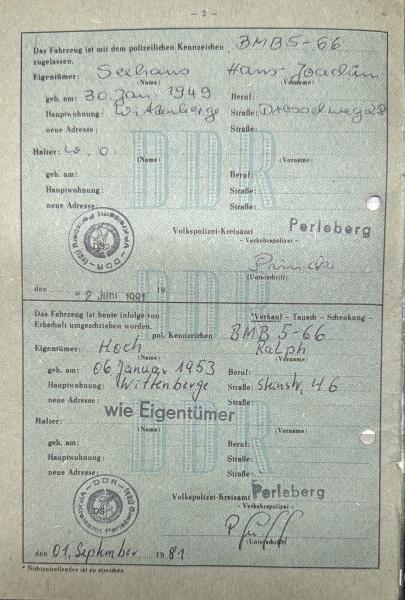 — 2 —
Das Fahrzeug ist mit dem polizeilichen Kennzeichen BMB5-66
zugelassen.
Eigentümer: Seehaus Hans-Joachim
(Name) (Vorname)
geb. am: 30. Jan. 1949 Beruf:
Hauptwohnung: Wittenberge Straße: Drosselweg 28
neue Adresse: Straße:
Halter: w. o.
(Name) (Vorname)
geb. am: Beruf:
Hauptwohnung: Straße:
neue Adresse: Straße:
DDR
Volkspolizei-Kreisamt Perleberg
- Verkehrspolizei -
(Unterschrift)
den - 2. Juni 1981 19
Das Fahrzeug ist heute infolge von *Verkauf - Tausch - Schenkung -
Erbschaft umgeschrieben worden.
pol. Kennzeichen BMB 5-66
Eigentümer: Hoch Ralph
(Name) (Vorname)
geb. am: 06. Januar 1953 Beruf:
Hauptwohnung: Wittenberge Straße: Steinstr. 46
neue Adresse: Straße:
wie Eigentümer
Halter:
(Name) (Vorname)
geb. am: Beruf:
Hauptwohnung: Straße:
neue Adresse: Straße:
DDR
Volkspolizei-Kreisamt Perleberg
- Verkehrspolizei -
(Unterschrift)
den 01. September 19 81
* Nichtzutreffendes ist zu streichen